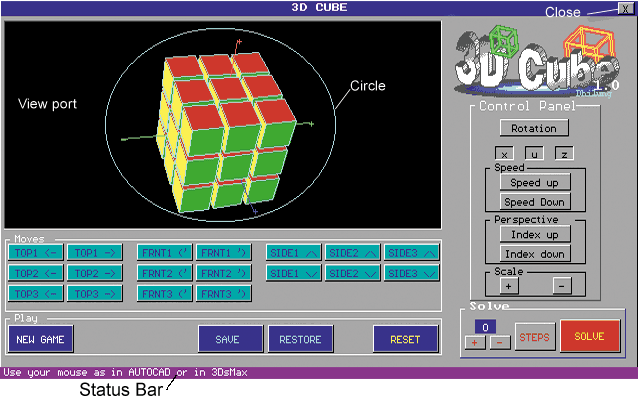 3D CUBE
Close
X
View port
Circle
3D Cube
1.0
Control Panel
Rotation
x y z
Speed
Speed up
Speed Down
Perspective
Index up
Index down
Scale
+ -
Moves
TOP1 <- TOP1 -> FRNT1 (' FRNT1 ') SIDE1 /\ SIDE2 /\ SIDE3 /\
TOP2 <- TOP2 -> FRNT2 (' FRNT2 ') SIDE1 \/ SIDE2 \/ SIDE3 \/
TOP3 <- TOP3 -> FRNT3 (' FRNT3 ')
Solve
0
+ -
STEPS
SOLVE
Play
NEW GAME SAVE RESTORE RESET
Use your mouse as in AUTOCAD or in 3DsMax
Status Bar